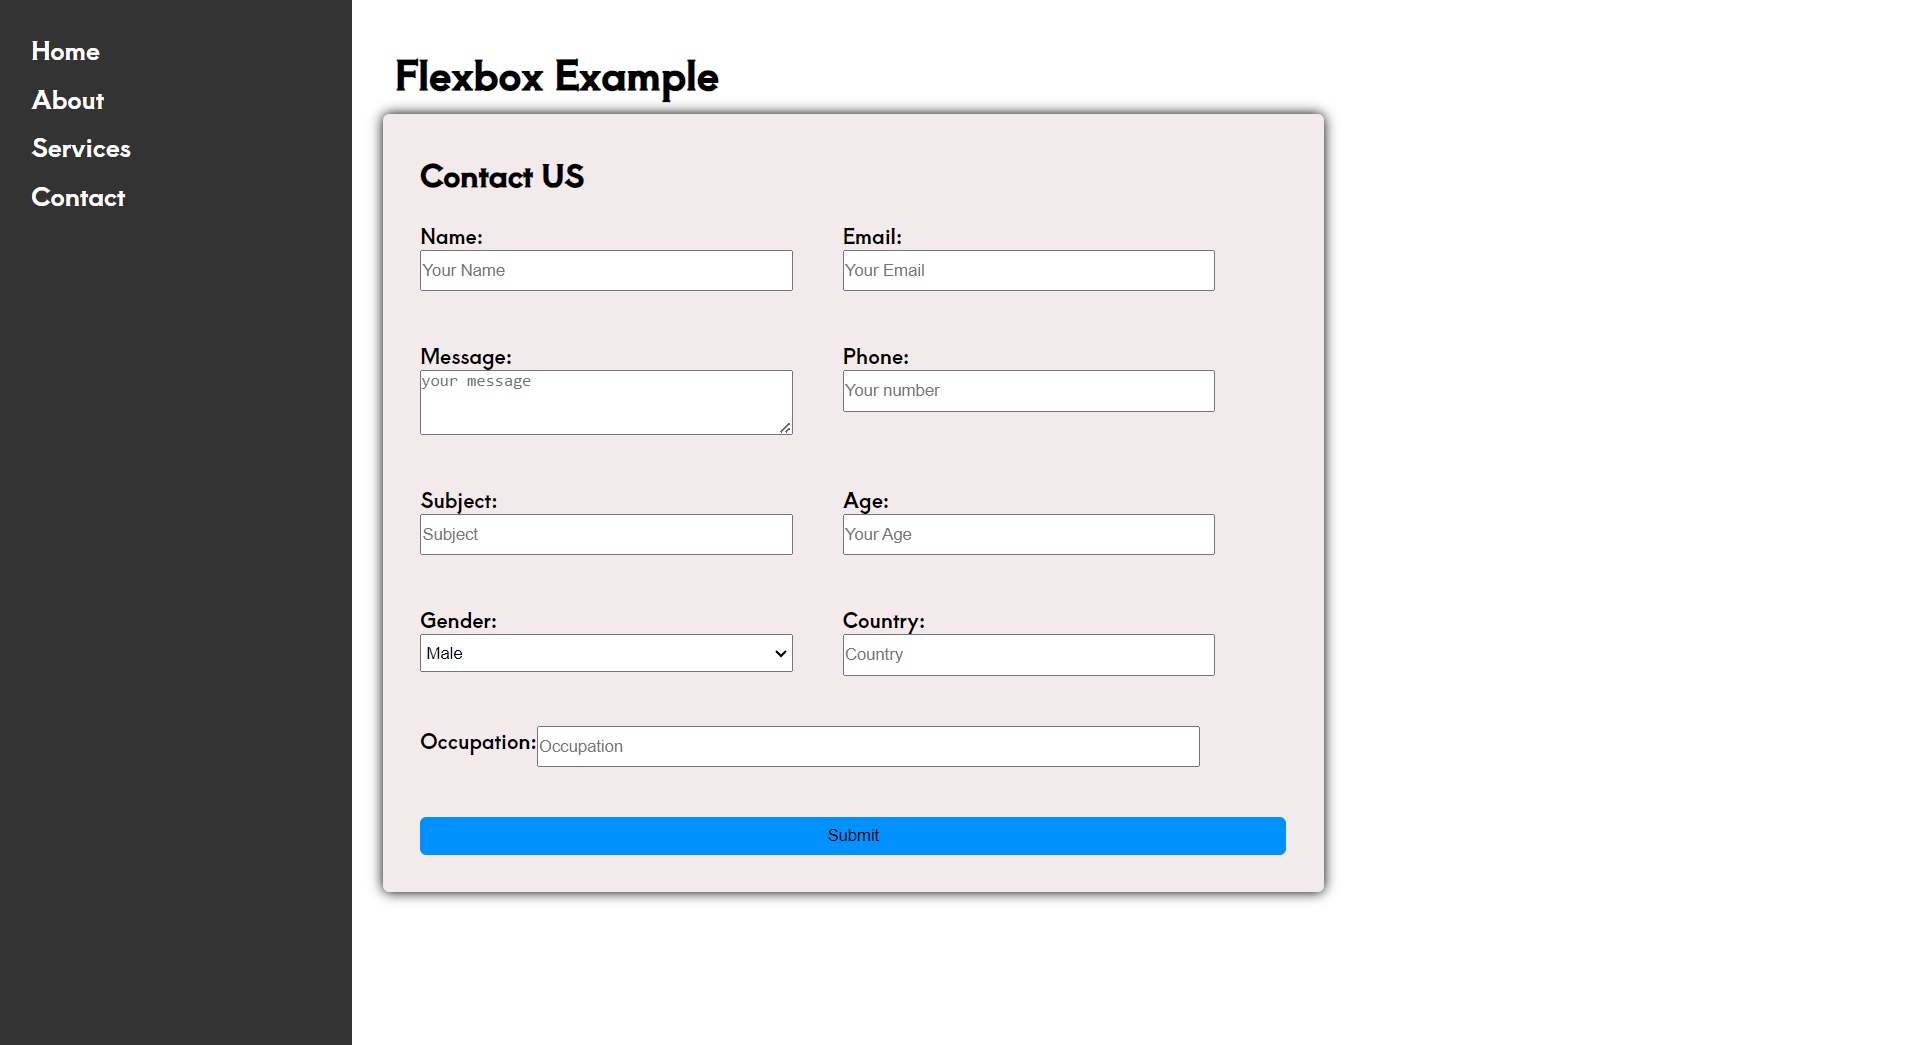 Home
About
Services
Contact
Flexbox Example
Contact US
Name:
Email:
Your Name
Your Email
Message:
Phone:
your message
Your number
Subject:
Age:
Subject
Your Age
Gender:
Country:
Male
Country
Occupation:
Occupation
Submit